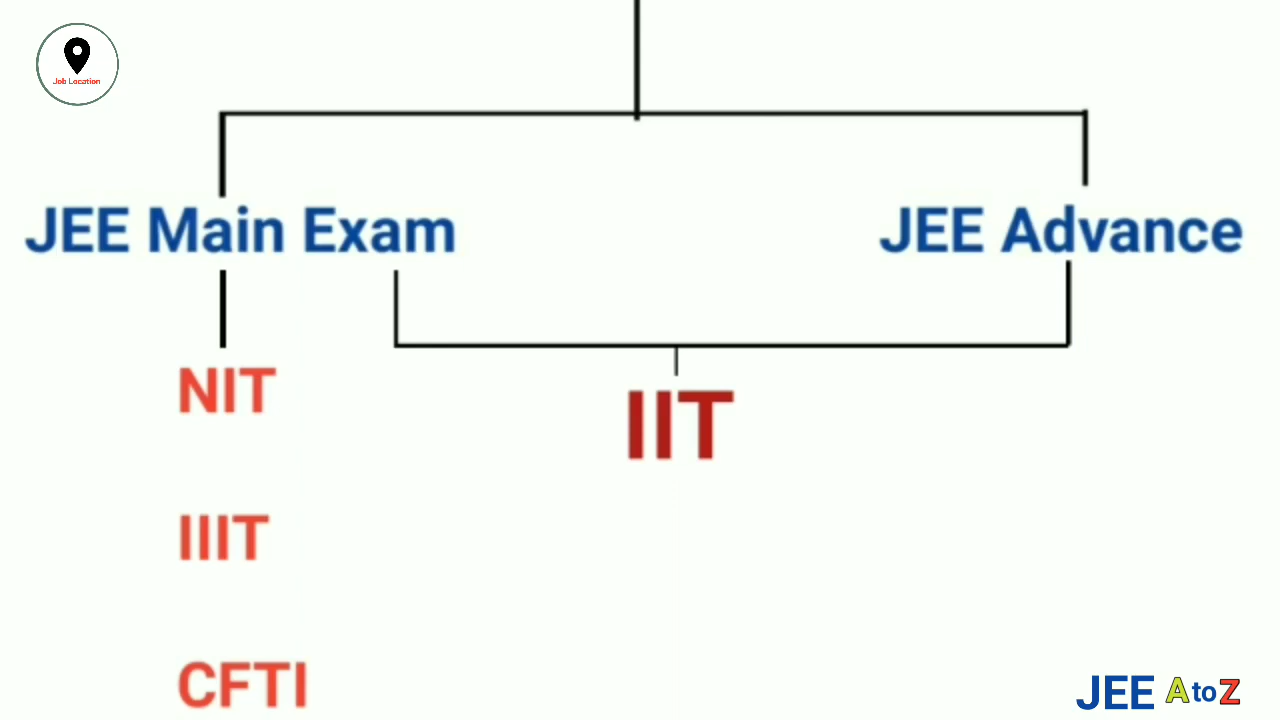 Job Location
JEE Main Exam
JEE Advance
NIT
IIT
IIIT
CFTI
JEE A to Z